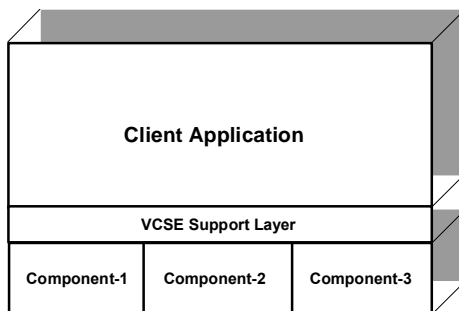 Client Application
VCSE Support Layer
Component-1 Component-2 Component-3